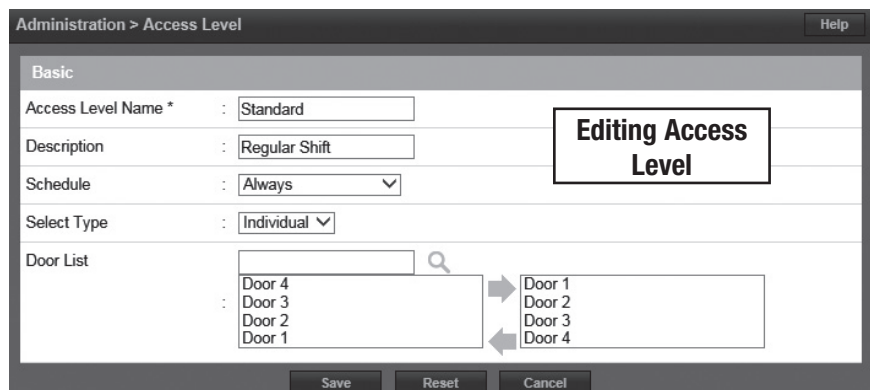 Administration > Access Level
Help
Basic
Access Level Name * : Standard
Editing Access
Level
Description : Regular Shift
Schedule : Always
Select Type : Individual
Door List :
Door 4
Door 3
Door 2
Door 1
Door 1
Door 2
Door 3
Door 4
Save Reset Cancel